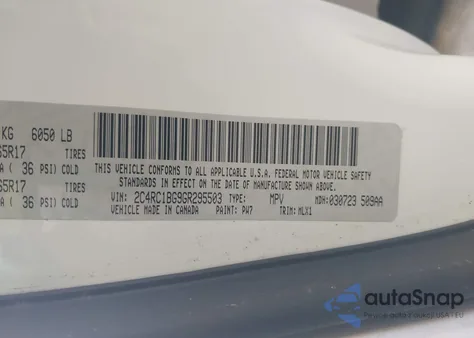 KG 6050 LB
65R17 TIRES
A ( 36 PSI) COLD
65R17 TIRES
A ( 36 PSI) COLD
THIS VEHICLE CONFORMS TO ALL APPLICABLE U.S.A. FEDERAL MOTOR VEHICLE SAFETY
STANDARDS IN EFFECT ON THE DATE OF MANUFACTURE SHOWN ABOVE.
VIN: 2C4RC1BG9GR295503 TYPE: MPV MDH:030723 509AA
VEHICLE MADE IN CANADA PAINT: PW7 TRIM:MLX1
autoSnap